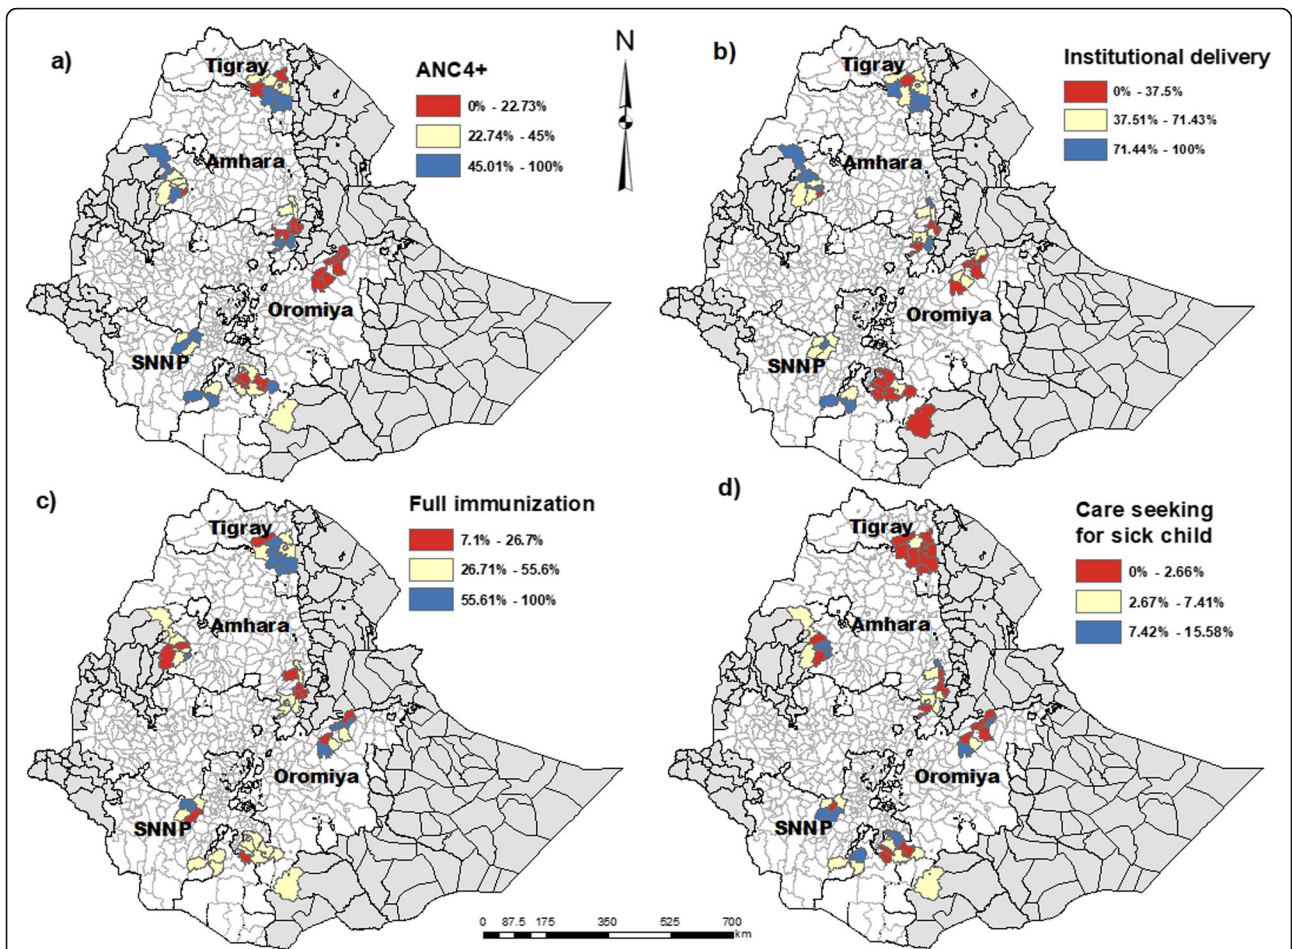 a)
Tigray
ANC4+
0% - 22.73%
22.74% - 45%
45.01% - 100%
Amhara
Oromiya
SNNP
N
b)
Tigray
Institutional delivery
0% - 37.5%
37.51% - 71.43%
71.44% - 100%
Amhara
Oromiya
SNNP
c)
Tigray
Full immunization
7.1% - 26.7%
26.71% - 55.6%
55.61% - 100%
Amhara
Oromiya
SNNP
d)
Tigray
Care seeking
for sick child
0% - 2.66%
2.67% - 7.41%
7.42% - 15.58%
Amhara
Oromiya
SNNP
0 87.5 175 350 525 700
km